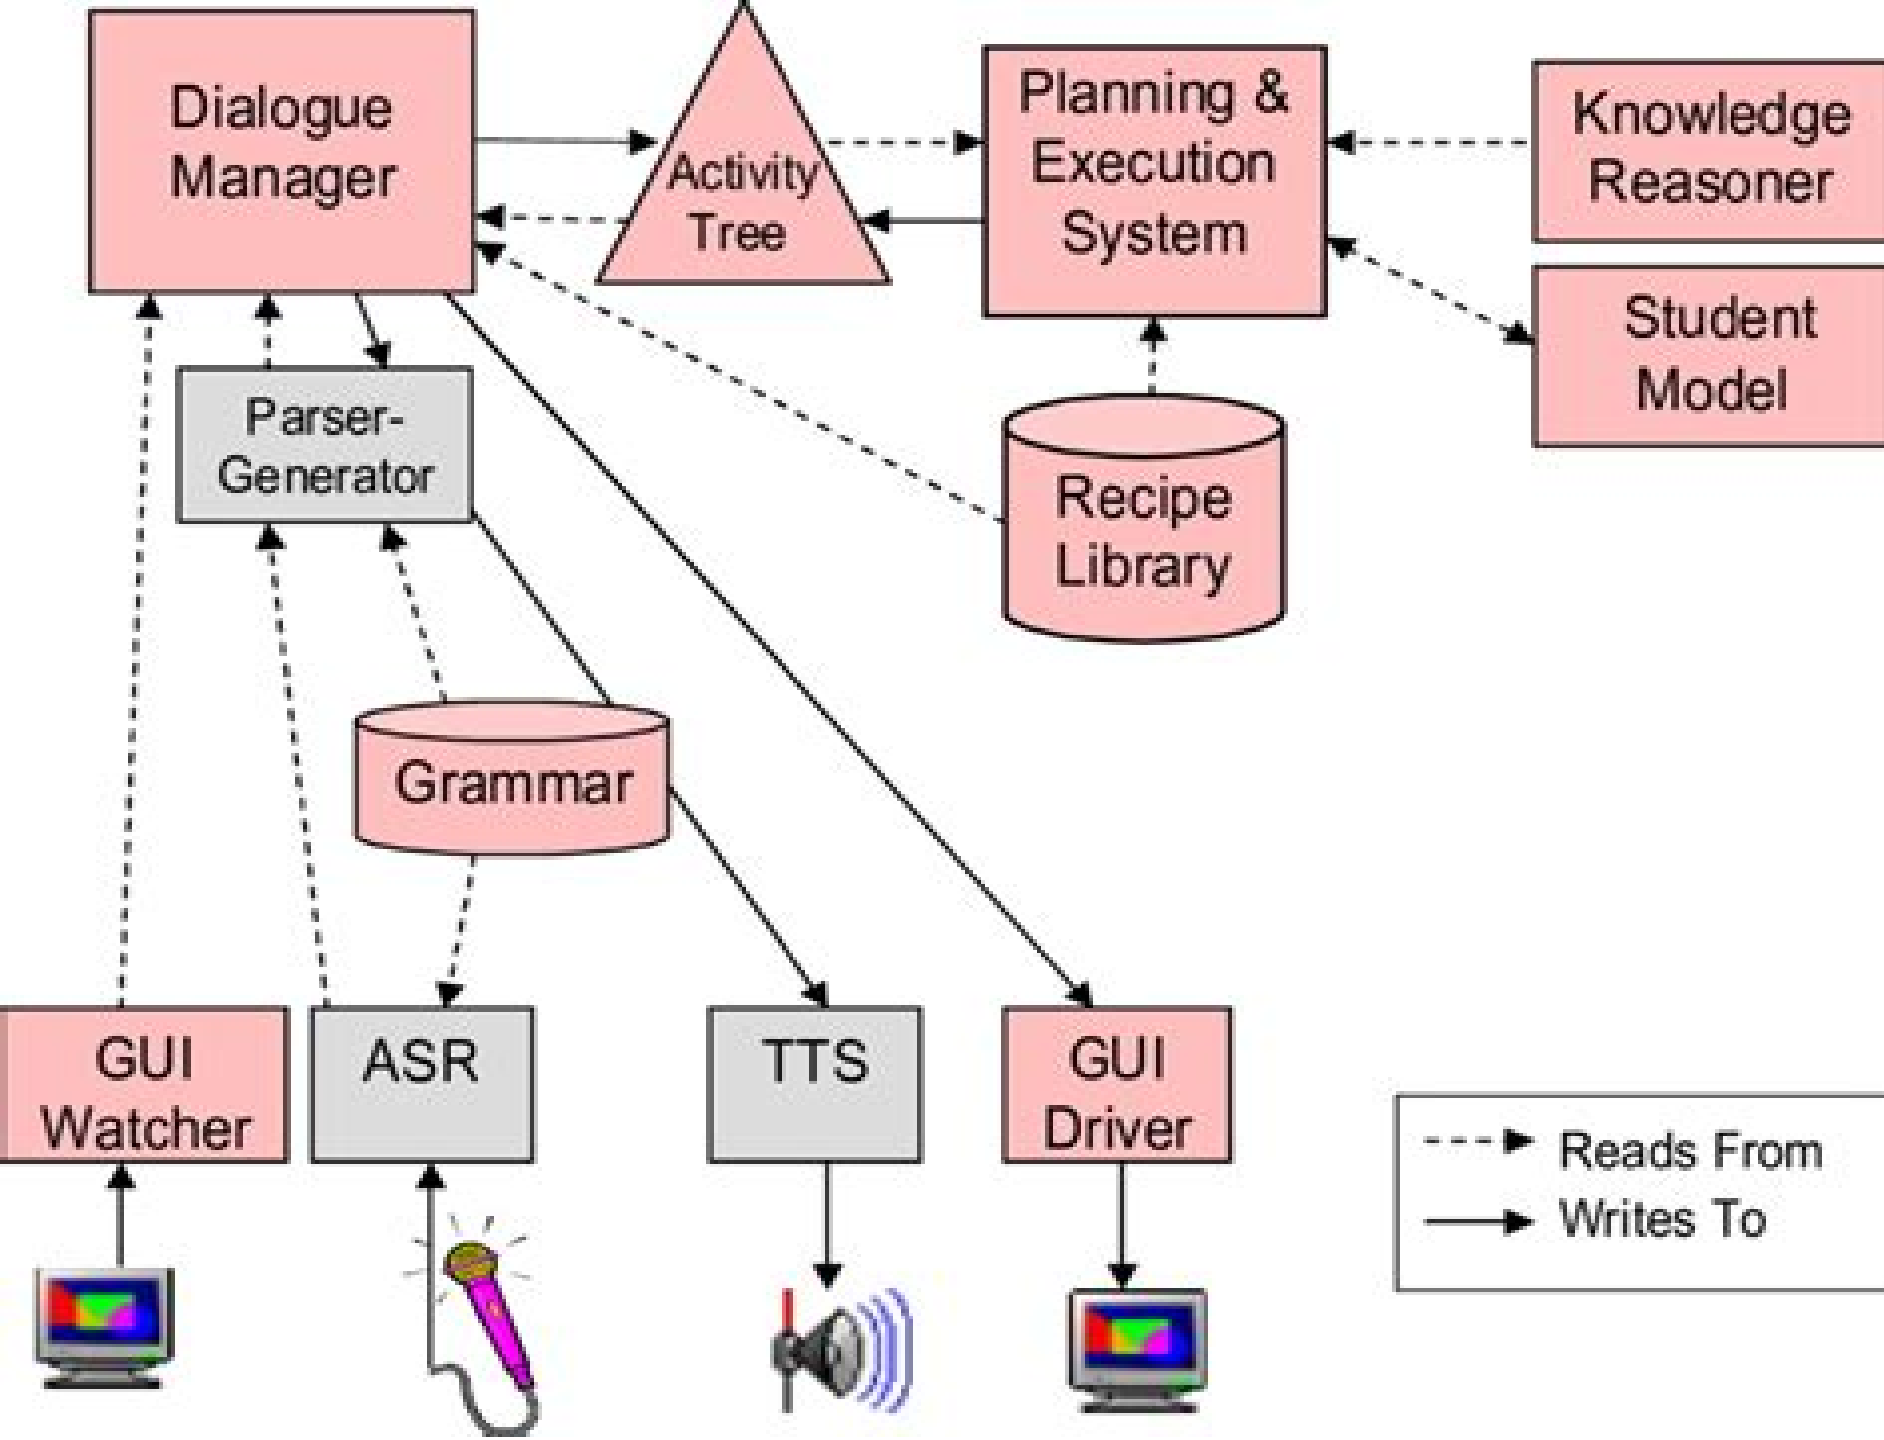 Dialogue
Manager
Activity
Tree
Planning &
Execution
System
Knowledge
Reasoner
Student
Model
Parser-
Generator
Recipe
Library
Grammar
GUI
Watcher
ASR
TTS
GUI
Driver
Reads From
Writes To